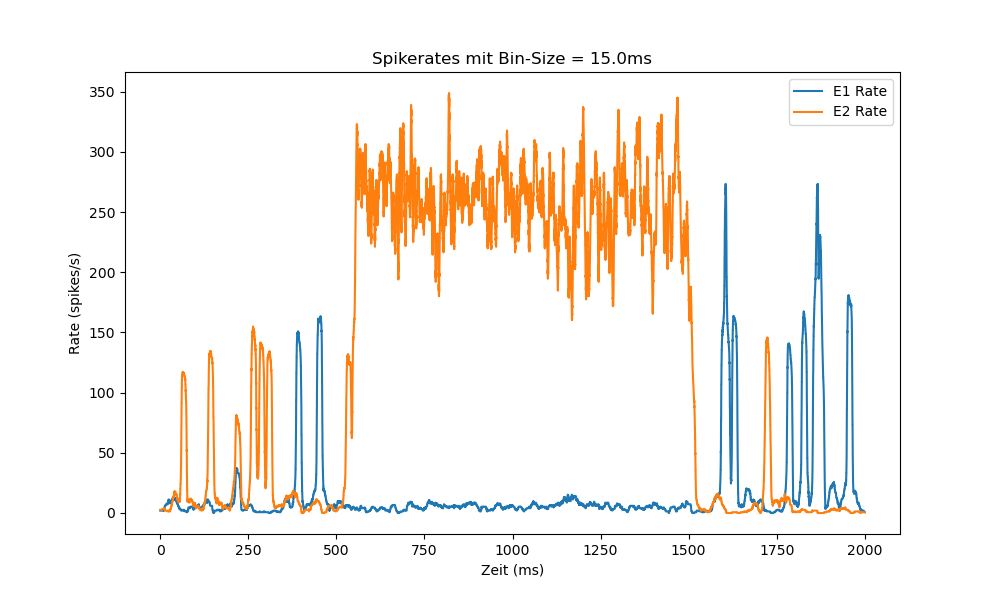 Spikerates mit Bin-Size = 15.0ms
E1 Rate
E2 Rate
350
300
250
200
150
100
50
0
Rate (spikes/s)
0 250 500 750 1000 1250 1500 1750 2000
Zeit (ms)